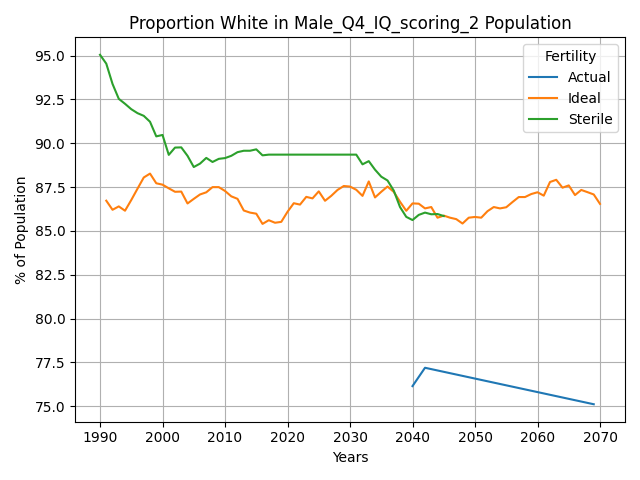 Proportion White in Male_Q4_IQ_scoring_2 Population
Fertility
Actual
Ideal
Sterile
% of Population
95.0
92.5
90.0
87.5
85.0
82.5
80.0
77.5
75.0
1990 2000 2010 2020 2030 2040 2050 2060 2070
Years